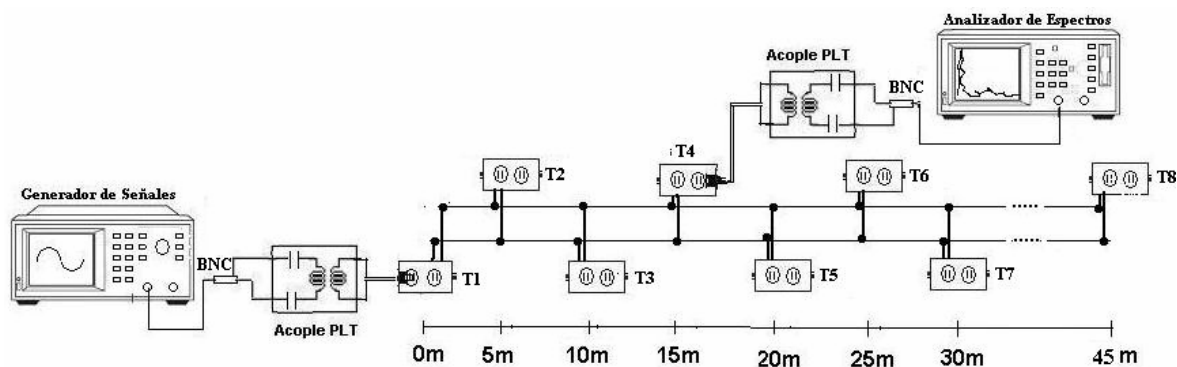 Analizador de Espectros
Acople PLT
BNC
T4
T2
T6
T8
Generador de Señales
BNC
Acople PLT
T1
T3
T5
T7
0m 5m 10m 15m 20m 25m 30m 45 m